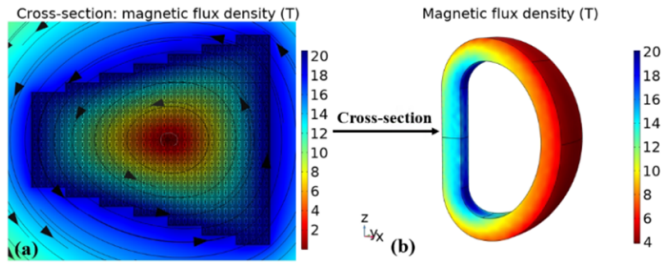 Cross-section: magnetic flux density (T)
20
18
16
14
12
10
8
6
4
2
(a)
Cross-section
Magnetic flux density (T)
20
18
16
14
12
10
8
6
4
z
y x
(b)